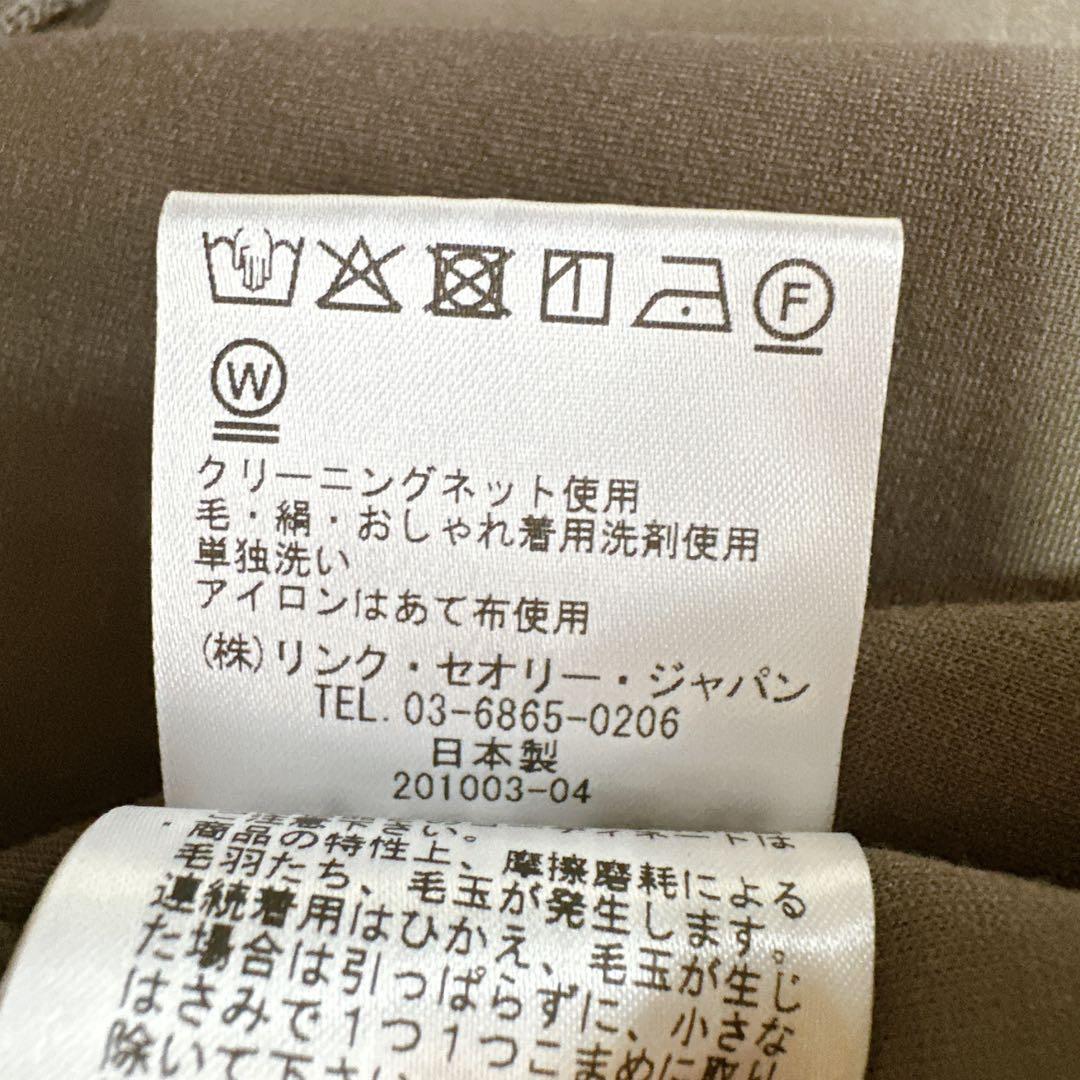 F
W
クリーニングネット使用
毛・絹・おしゃれ着用洗剤使用
単独洗い
アイロンはあて布使用
(株)リンク・セオリー・ジャパン
TEL. 03-6865-0206
日本製
201003-04
・商品の特性上、摩擦磨耗による
毛羽たち、毛玉が発生します。
連続着用はひかえ、毛玉が生じ
た場合は引っぱらずに、小さな
はさみで1つ1つこまめに取り
除いて下さい。